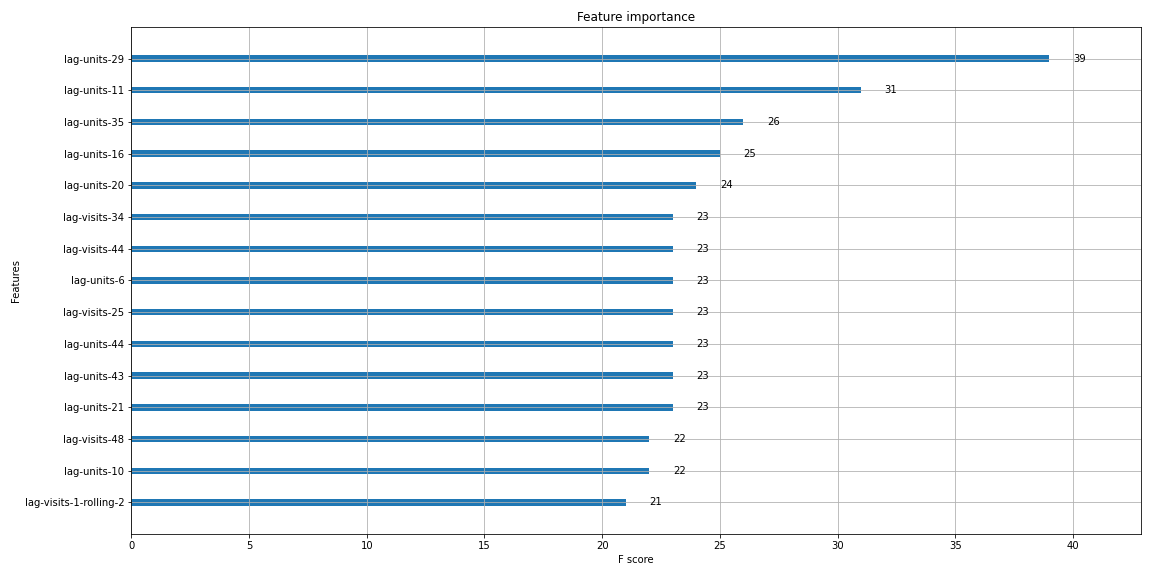 Feature importance
Features
lag-units-29 39
lag-units-11 31
lag-units-35 26
lag-units-16 25
lag-units-20 24
lag-visits-34 23
lag-visits-44 23
lag-units-6 23
lag-visits-25 23
lag-units-44 23
lag-units-43 23
lag-units-21 23
lag-visits-48 22
lag-units-10 22
lag-visits-1-rolling-2 21
0 5 10 15 20 25 30 35 40
F score